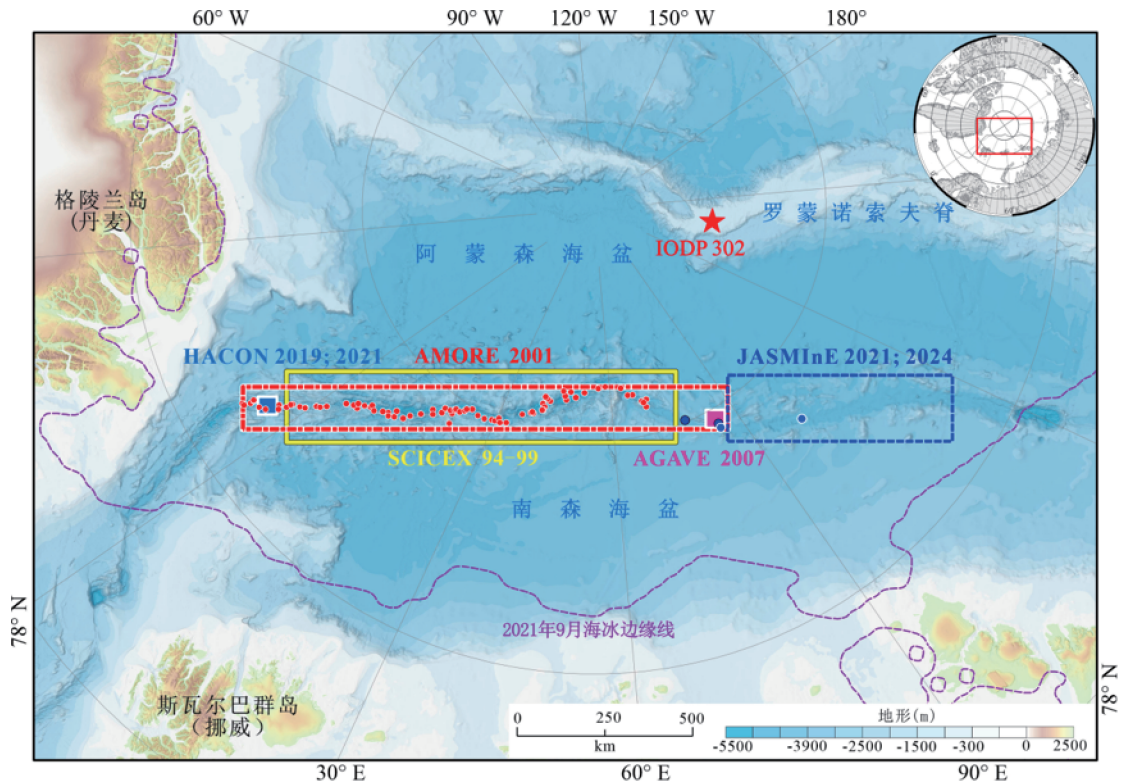 60° W
90° W
120° W
150° W
180°
格陵兰岛
(丹麦)
罗蒙诺索夫脊
IODP 302
阿蒙森海盆
HACON 2019; 2021
AMORE 2001
JASMInE 2021; 2024
SCICEX 94-99
AGAVE 2007
南森海盆
2021年9月海冰边缘线
78° N
78° N
斯瓦尔巴群岛
(挪威)
0 250 500
km
地形(m)
-5500 -3900 -2500 -1500 -300 0 2500
30° E
60° E
90° E